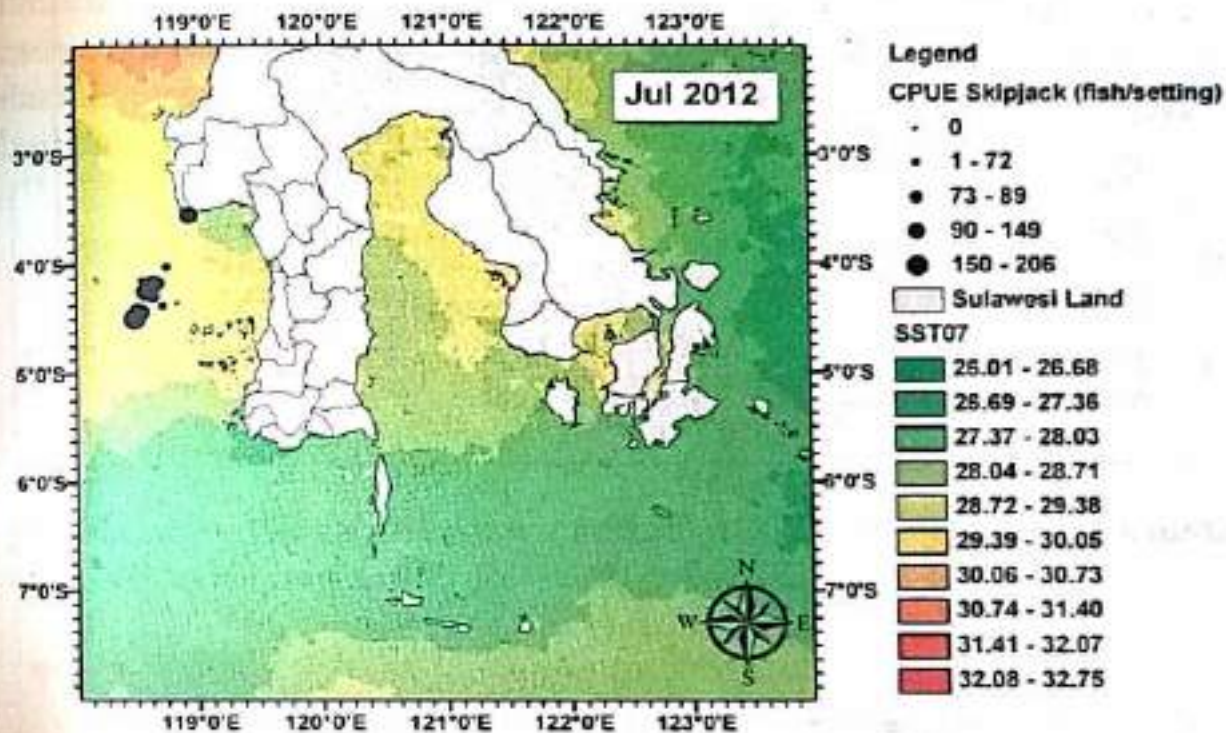 119°0'E 120°0'E 121°0'E 122°0'E 123°0'E
Jul 2012
3°0'S
4°0'S
5°0'S
6°0'S
7°0'S
3°0'S
4°0'S
5°0'S
6°0'S
7°0'S
N
W E
S
119°0'E 120°0'E 121°0'E 122°0'E 123°0'E
Legend
CPUE Skipjack (fish/setting)
0
1 - 72
73 - 89
90 - 149
150 - 206
Sulawesi Land
SST07
26.01 - 26.68
26.69 - 27.36
27.37 - 28.03
28.04 - 28.71
28.72 - 29.38
29.39 - 30.05
30.06 - 30.73
30.74 - 31.40
31.41 - 32.07
32.08 - 32.75